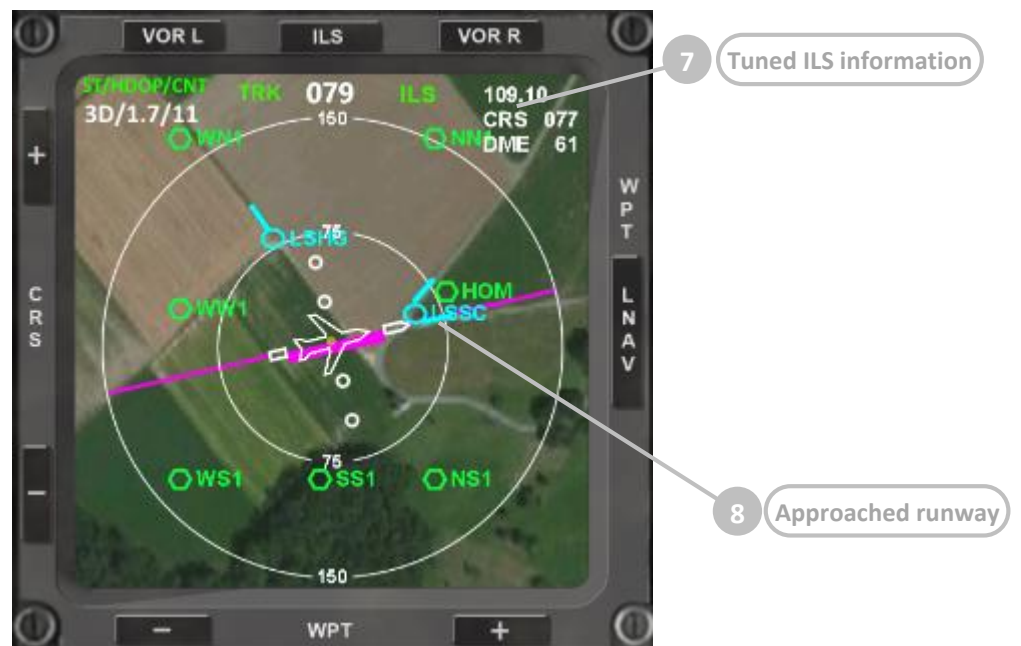 VOR L
ILS
VOR R
7
Tuned ILS information
ST/HDOP/CNT
3D/1.7/11
TRK
079
ILS
109.10
CRS 077
DME 61
150
WN1
NN1
+
W
P
T
75
LSHG
HOM
LSSC
WW1
C
R
S
L
N
A
V
75
WS1
SS1
NS1
−
8
Approached runway
150
−
WPT
+